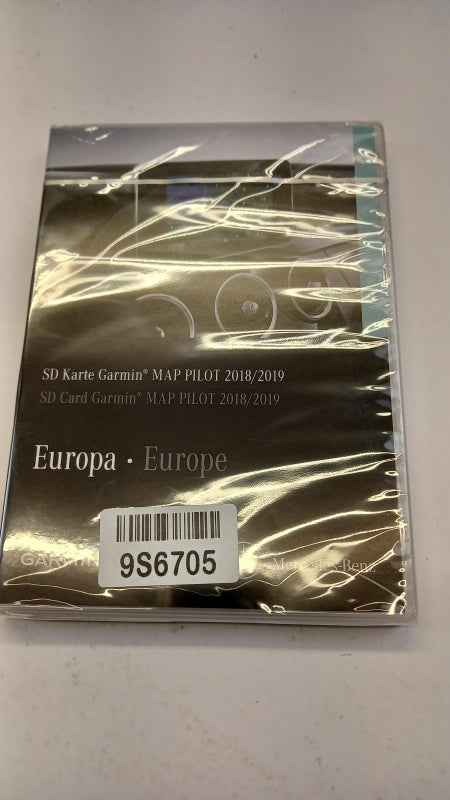 SD Karte Garmin® MAP PILOT 2018/2019
SD Card Garmin® MAP PILOT 2018/2019
Europa · Europe
GARMIN
9S6705
Mercedes-Benz